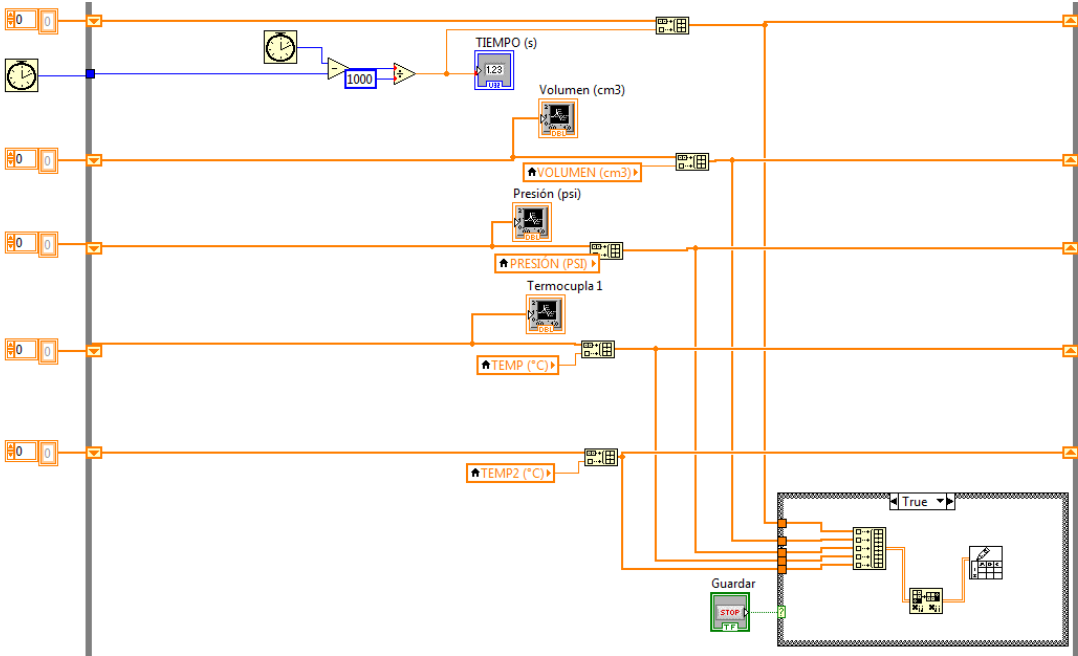 0 0
TIEMPO (s)
1000
1.23
U32
Volumen (cm3)
DBL
0 0
VOLUMEN (cm3)
Presión (psi)
DBL
0 0
PRESIÓN (PSI)
Termocupla 1
DBL
0 0
TEMP (°C)
0 0
TEMP2 (°C)
True
Guardar
STOP
TF
?